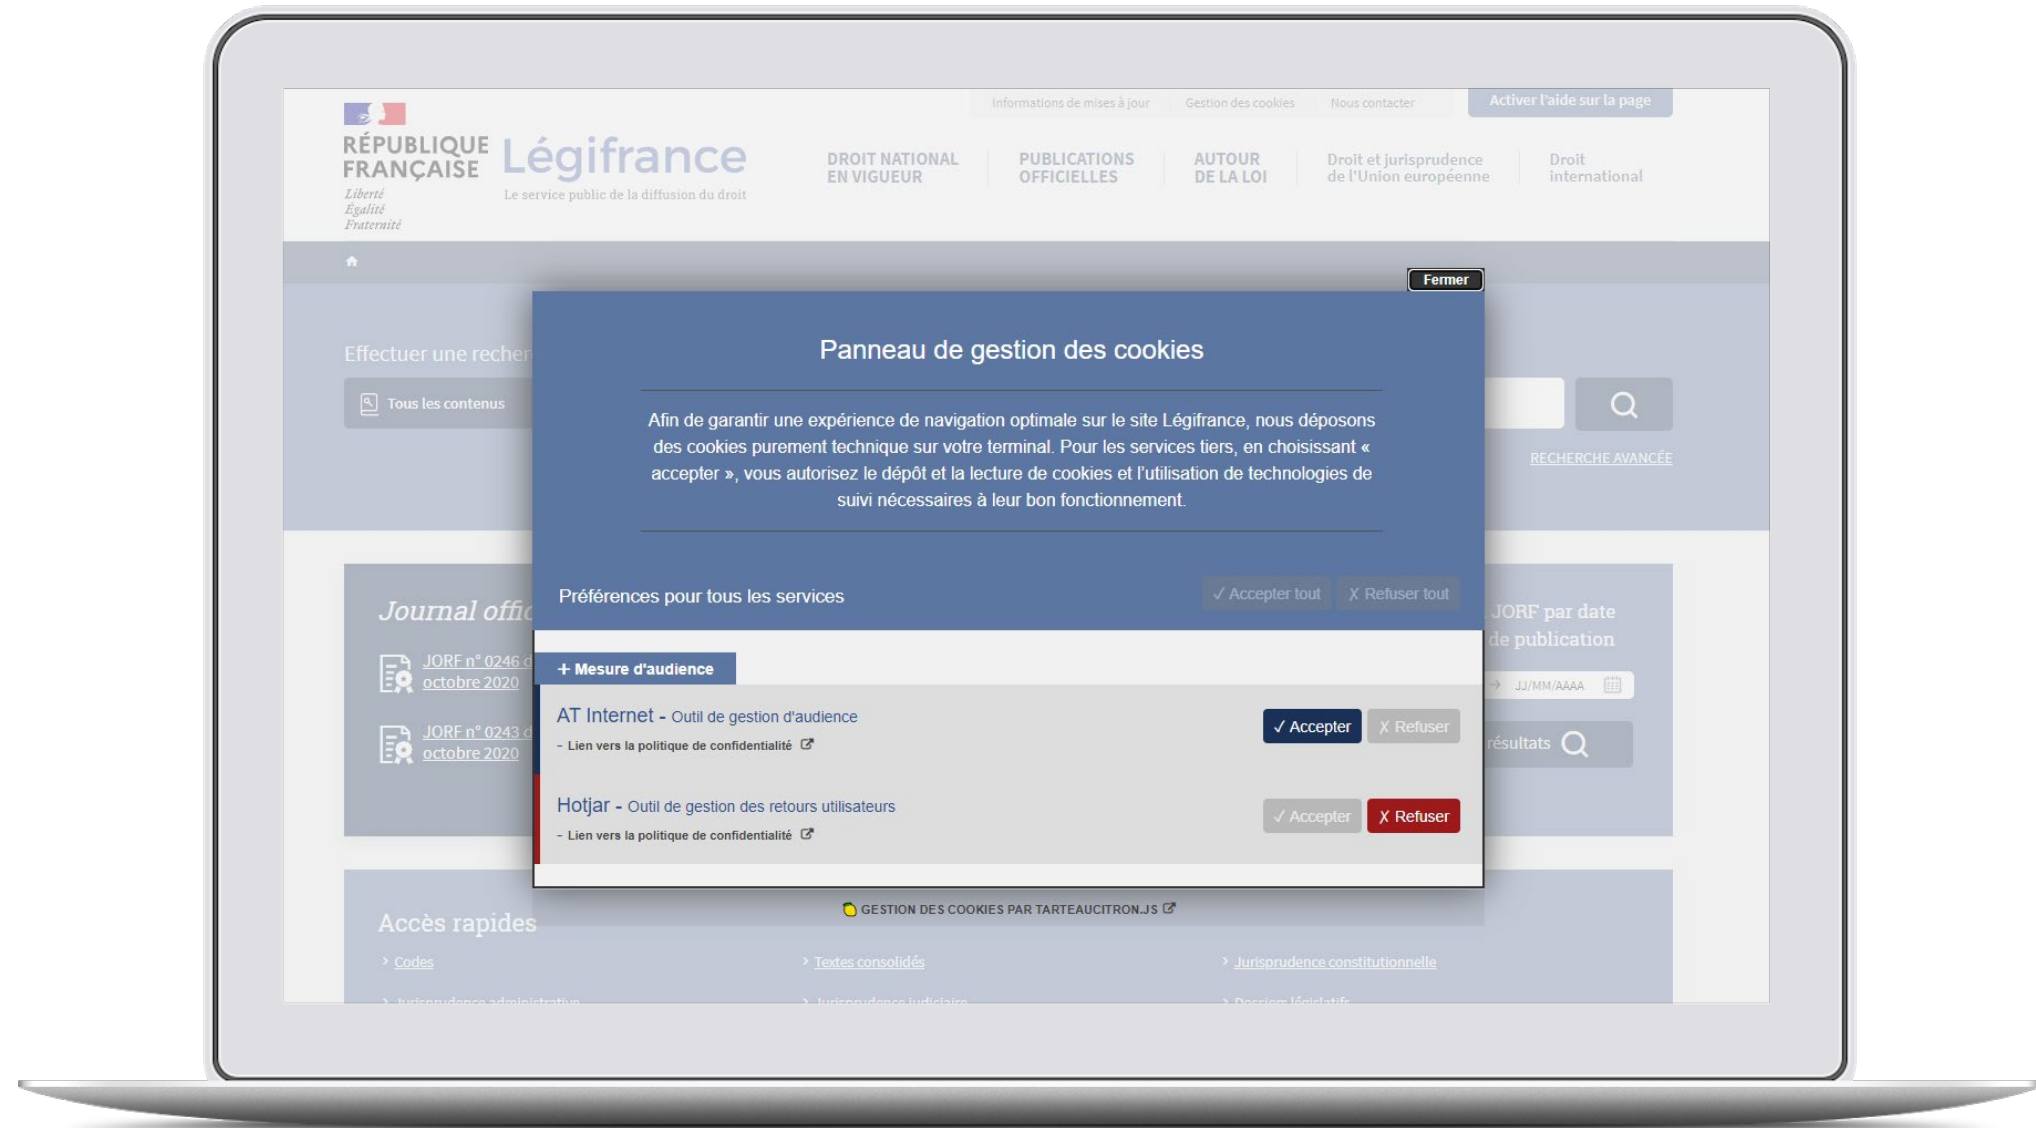 Informations de mises à jour
Gestion des cookies
Nous contacter
Activer l'aide sur la page
RÉPUBLIQUE
FRANÇAISE
Liberté
Égalité
Fraternité
Légifrance
Le service public de la diffusion du droit
DROIT NATIONAL
EN VIGUEUR
PUBLICATIONS
OFFICIELLES
AUTOUR
DE LA LOI
Droit et jurisprudence
de l'Union européenne
Droit
international
Fermer
Effectuer une recher
Tous les contenus
RECHERCHE AVANCÉE
Panneau de gestion des cookies
Afin de garantir une expérience de navigation optimale sur le site Légifrance, nous déposons
des cookies purement technique sur votre terminal. Pour les services tiers, en choisissant «
accepter », vous autorisez le dépôt et la lecture de cookies et l'utilisation de technologies de
suivi nécessaires à leur bon fonctionnement.
Préférences pour tous les services
✓ Accepter tout
✗ Refuser tout
+ Mesure d'audience
AT Internet - Outil de gestion d'audience
- Lien vers la politique de confidentialité
✓ Accepter
✗ Refuser
Hotjar - Outil de gestion des retours utilisateurs
- Lien vers la politique de confidentialité
✓ Accepter
✗ Refuser
GESTION DES COOKIES PAR TARTEAUCITRON.JS
Journal offic
JORF n° 0246 d
octobre 2020
JORF n° 0243 d
octobre 2020
JORF par date
de publication
JJ/MM/AAAA
résultats
Accès rapides
> Codes
> Textes consolidés
> Jurisprudence constitutionnelle
> Jurisprudence administrative
> Jurisprudence judiciaire
> Dossiers législatifs